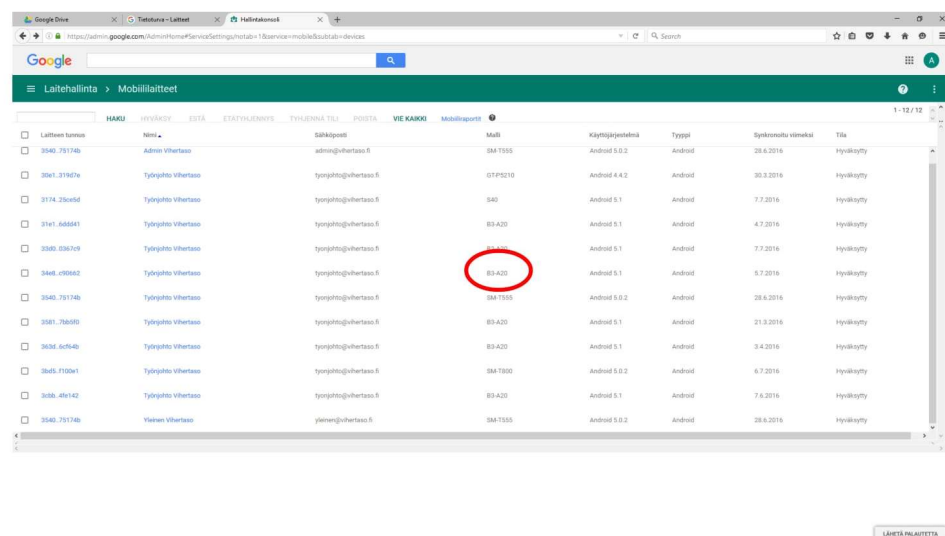 Google Drive Tietoturva – Laitteet Hallintakonsoli
https://admin.google.com/AdminHome#ServiceSettings/notab=1&service=mobile&subtab=devices Search
Google A
Laitehallinta > Mobiililaitteet
1 - 12 / 12
HAKU HYVÄKSY ESTÄ ETÄTYHJENNYS TYHJENNÄ TILI POISTA VIE KAIKKI Mobiiliraportit
Laitteen tunnus Nimi Sähköposti Malli Käyttöjärjestelmä Tyyppi Synkronoitu viimeksi Tila
3540..75174b Admin Vihertaso admin@vihertaso.fi SM-T555 Android 5.0.2 Android 28.6.2016 Hyväksytty
30e1..319d7e Työnjohto Vihertaso tyonjohto@vihertaso.fi GT-P5210 Android 4.4.2 Android 30.3.2016 Hyväksytty
3174..26ce5d Työnjohto Vihertaso tyonjohto@vihertaso.fi S40 Android 5.1 Android 7.7.2016 Hyväksytty
31e1..6ddd41 Työnjohto Vihertaso tyonjohto@vihertaso.fi B3-A20 Android 5.1 Android 4.7.2016 Hyväksytty
33d0..0367c9 Työnjohto Vihertaso tyonjohto@vihertaso.fi B3-A20 Android 5.1 Android 7.7.2016 Hyväksytty
34e8..c90662 Työnjohto Vihertaso tyonjohto@vihertaso.fi B3-A20 Android 5.1 Android 5.7.2016 Hyväksytty
3540..75174b Työnjohto Vihertaso tyonjohto@vihertaso.fi SM-T555 Android 5.0.2 Android 28.6.2016 Hyväksytty
3581..7bb5f0 Työnjohto Vihertaso tyonjohto@vihertaso.fi B3-A20 Android 5.1 Android 21.3.2016 Hyväksytty
363d..6cf64b Työnjohto Vihertaso tyonjohto@vihertaso.fi B3-A20 Android 5.1 Android 3.4.2016 Hyväksytty
3bd5..f100e1 Työnjohto Vihertaso tyonjohto@vihertaso.fi SM-T800 Android 5.0.2 Android 6.7.2016 Hyväksytty
3cbb..4fe142 Työnjohto Vihertaso tyonjohto@vihertaso.fi B3-A20 Android 5.1 Android 7.6.2016 Hyväksytty
3540..75174b Yleinen Vihertaso yleinen@vihertaso.fi SM-T555 Android 5.0.2 Android 28.6.2016 Hyväksytty
LÄHETÄ PALAUTETTA